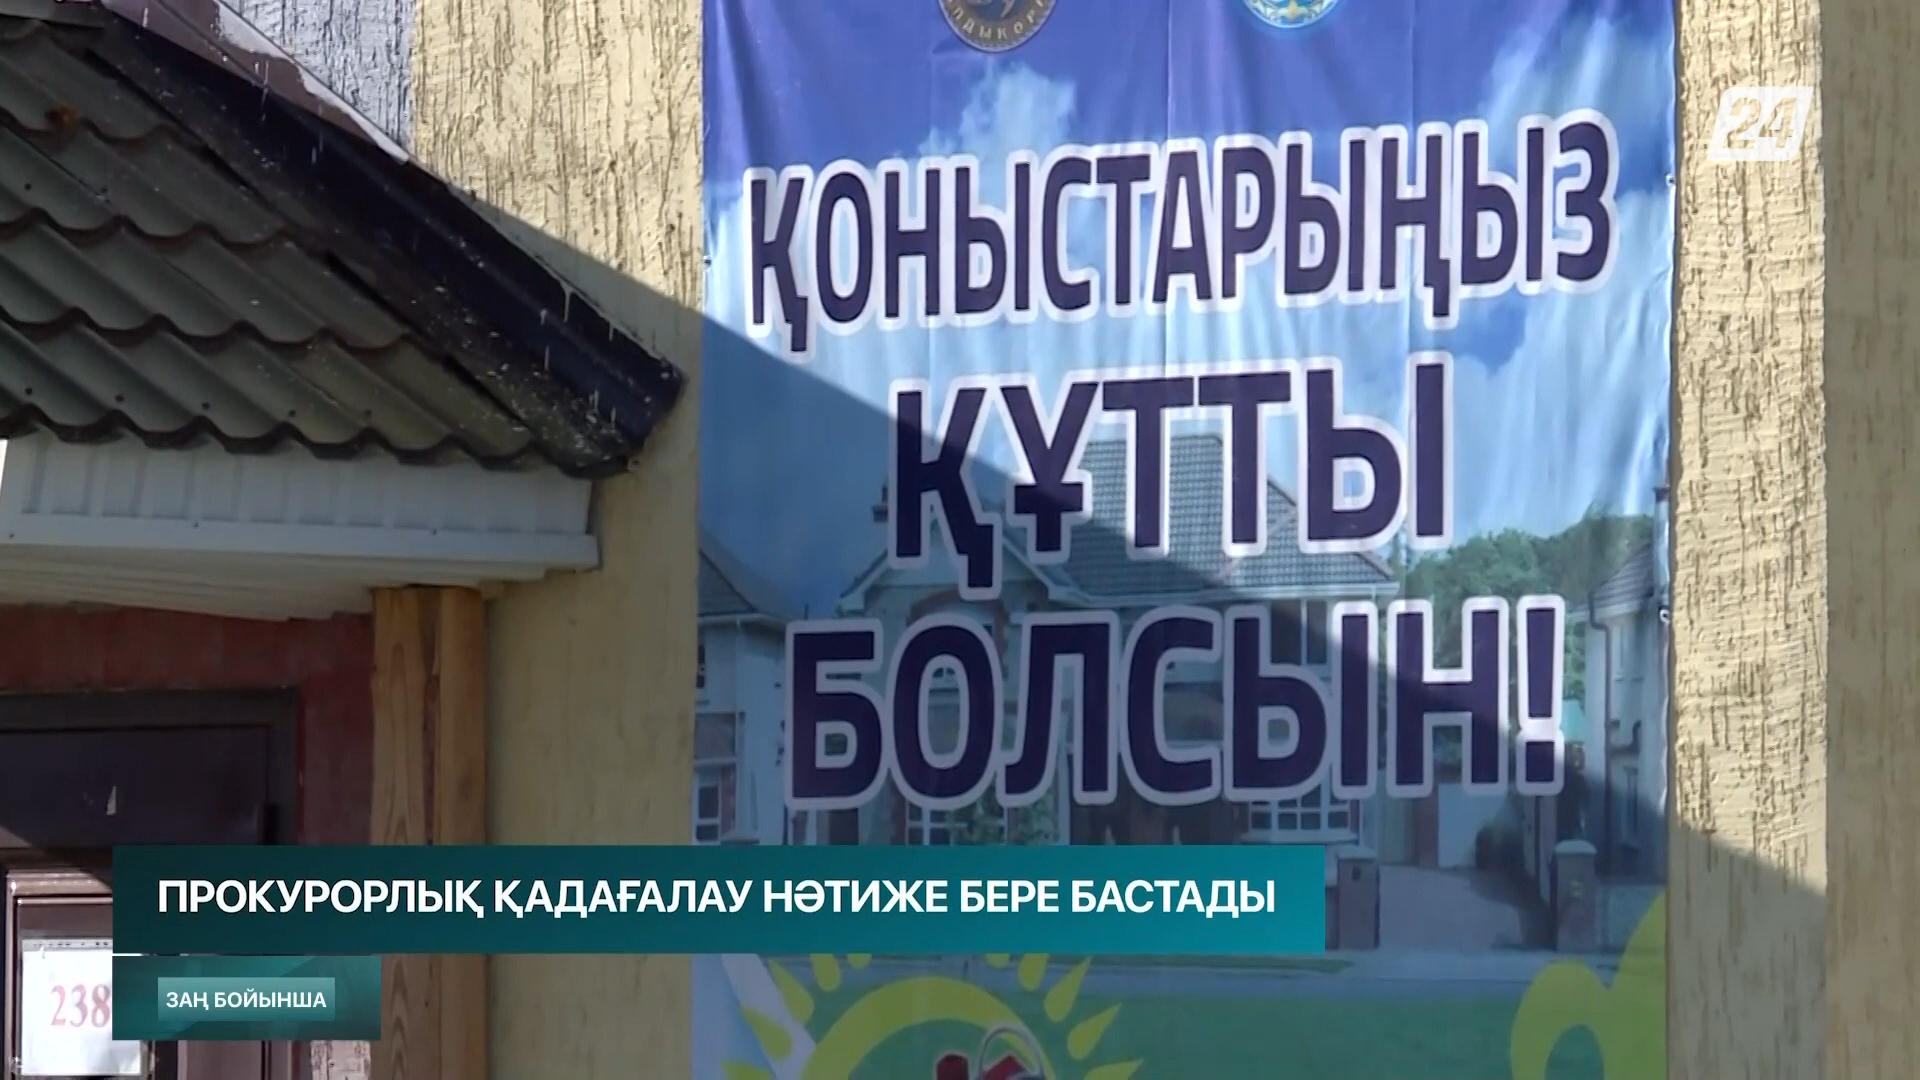 24
ҚОНЫСТАРЫҢЫЗ
ҚҰТТЫ
БОЛСЫН!
ПРОКУРОРЛЫҚ ҚАДАҒАЛАУ НӘТИЖЕ БЕРЕ БАСТАДЫ
ЗАҢ БОЙЫНША
238